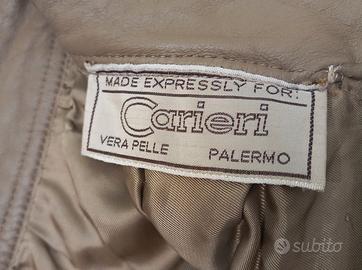 MADE EXPRESSLY FOR:
Carieri
VERA PELLE PALERMO
subito